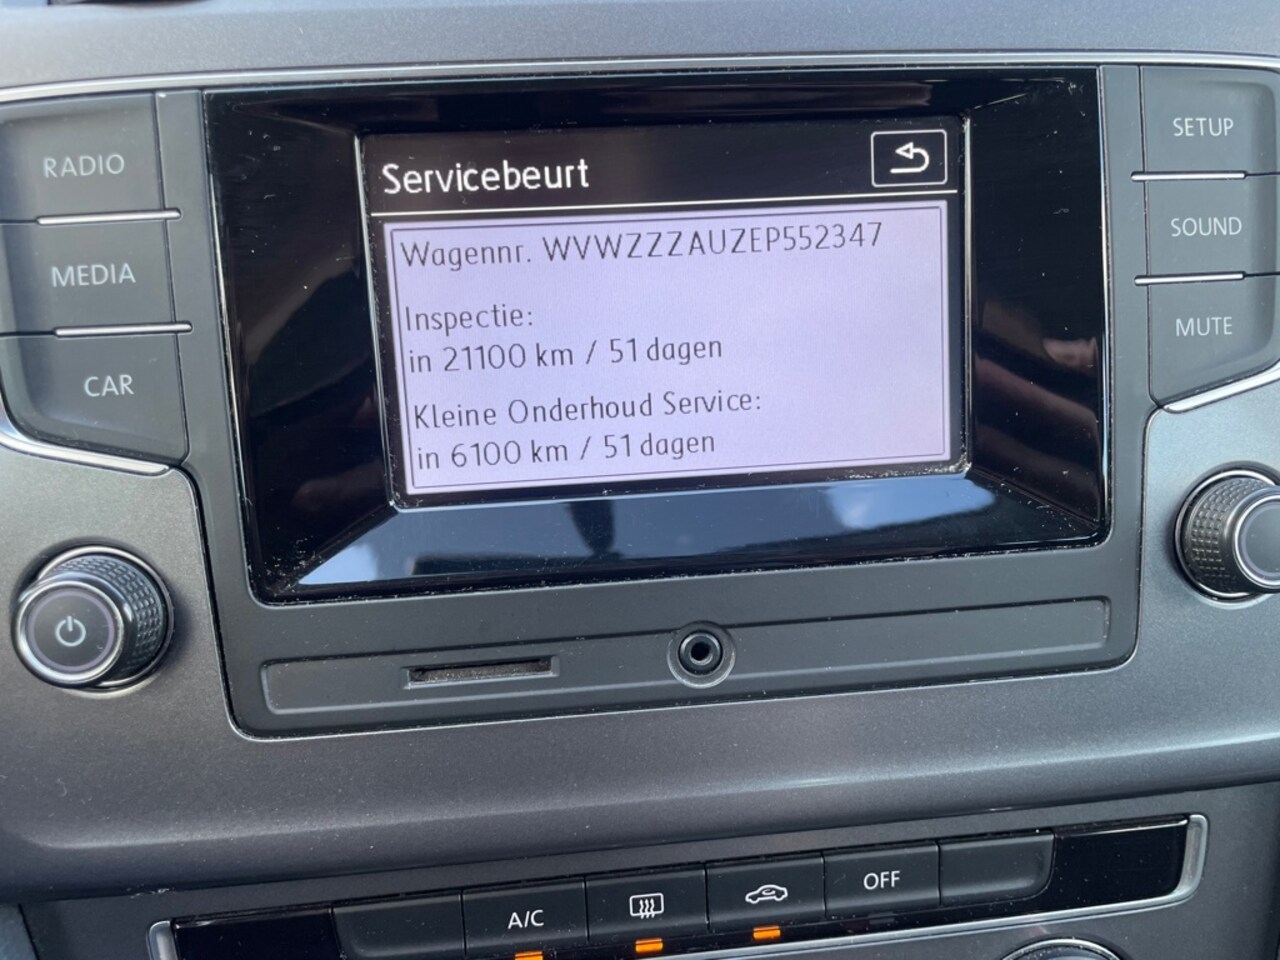 RADIO
MEDIA
CAR
Servicebeurt
Wagennr. WVWZZZAUZEP552347
Inspectie:
in 21100 km / 51 dagen
Kleine Onderhoud Service:
in 6100 km / 51 dagen
SETUP
SOUND
MUTE
A/C
OFF